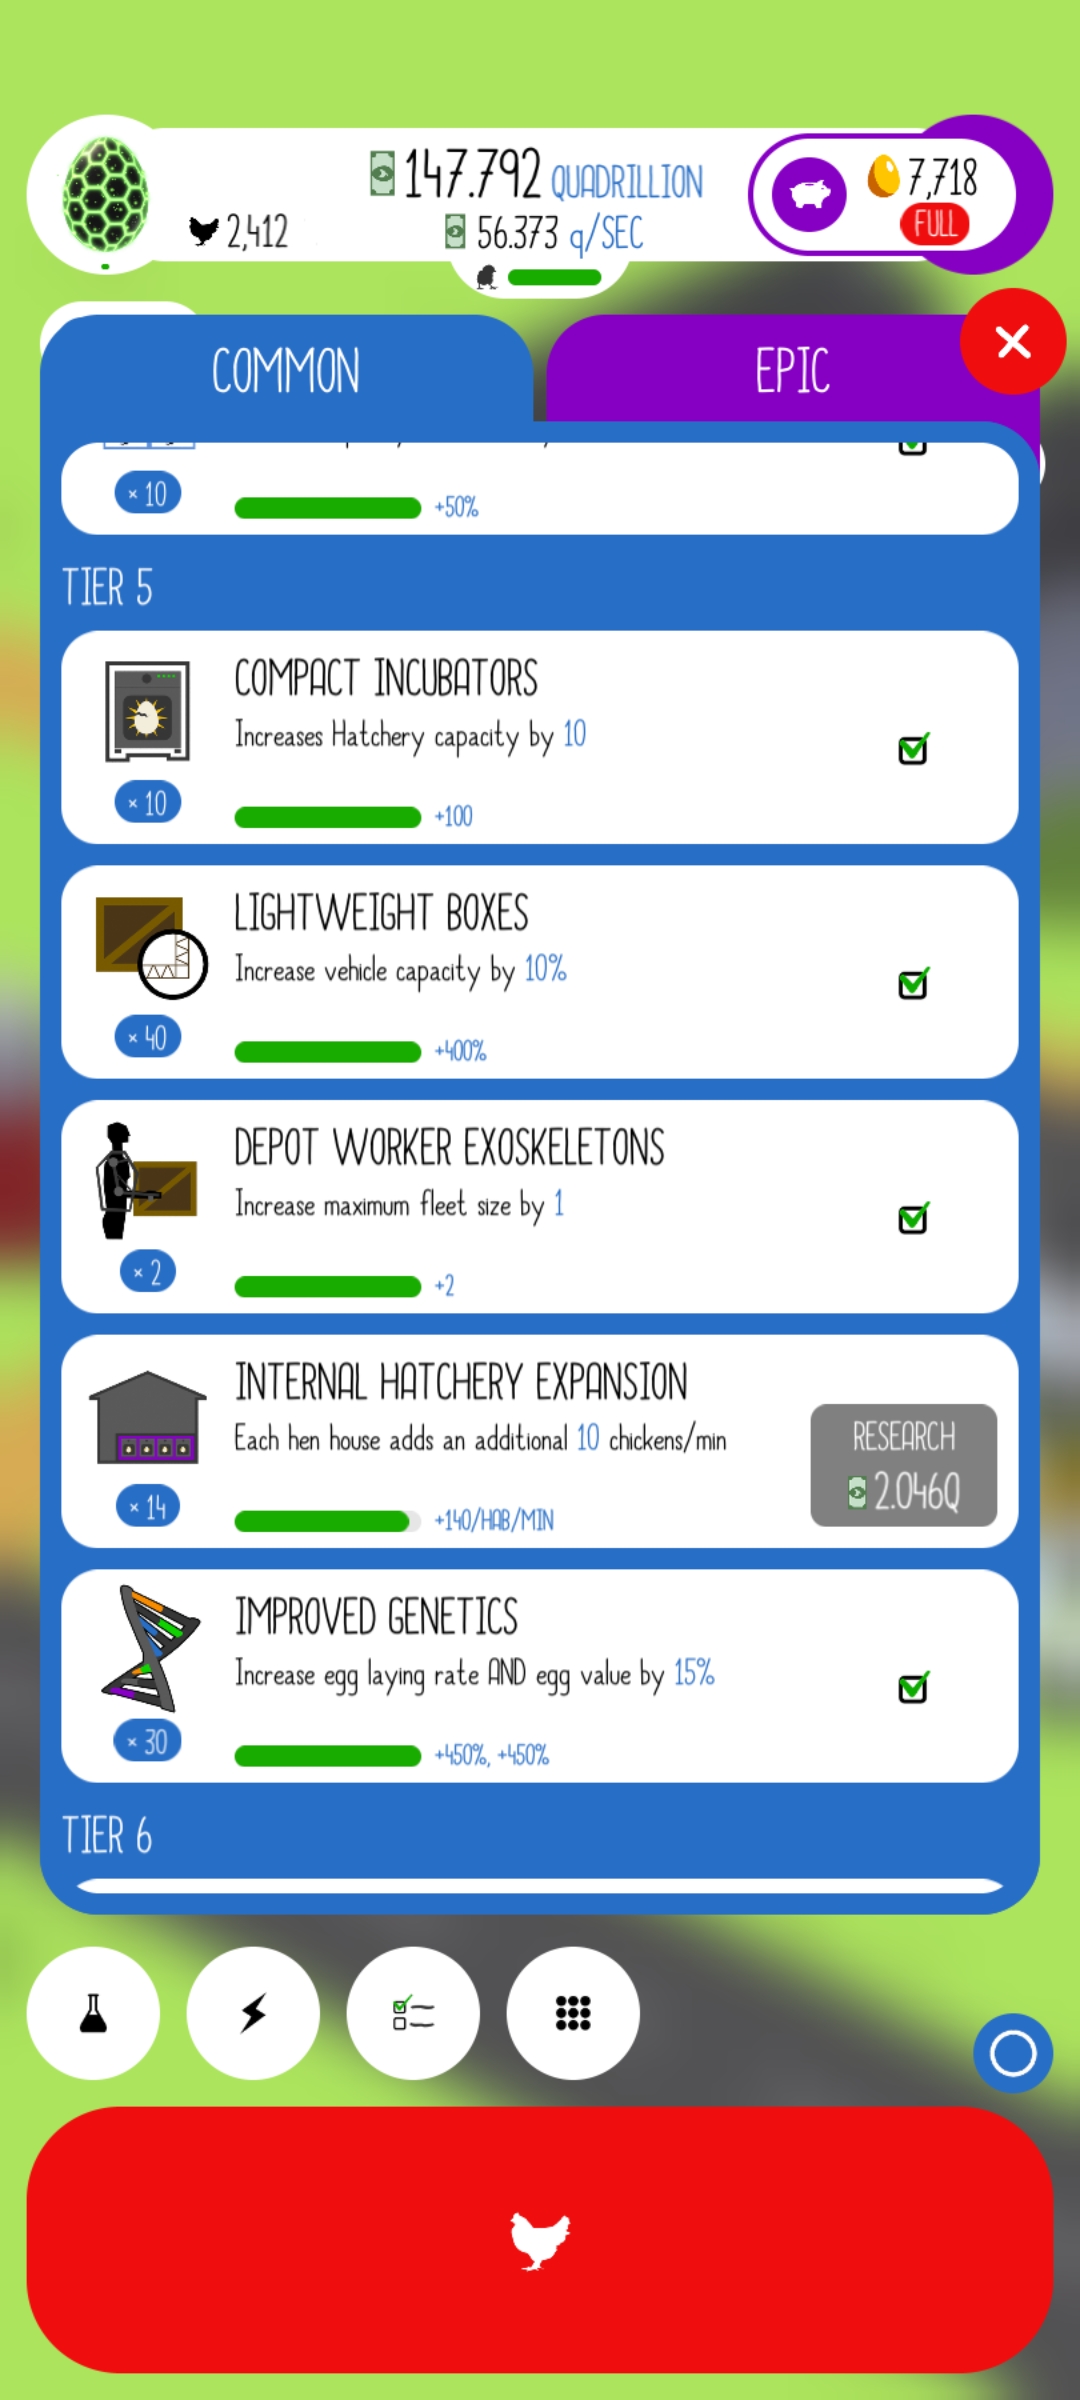 147.792 QUADRILLION
7,718
2,412
56.373 q/SEC
FULL
COMMON
EPIC
× 10
+50%
TIER 5
COMPACT INCUBATORS
Increases Hatchery capacity by 10
× 10
+100
LIGHTWEIGHT BOXES
Increase vehicle capacity by 10%
× 40
+400%
DEPOT WORKER EXOSKELETONS
Increase maximum fleet size by 1
× 2
+2
INTERNAL HATCHERY EXPANSION
Each hen house adds an additional 10 chickens/min
RESEARCH
2.046Q
× 14
+140/HAB/MIN
IMPROVED GENETICS
Increase egg laying rate AND egg value by 15%
× 30
+450%, +450%
TIER 6